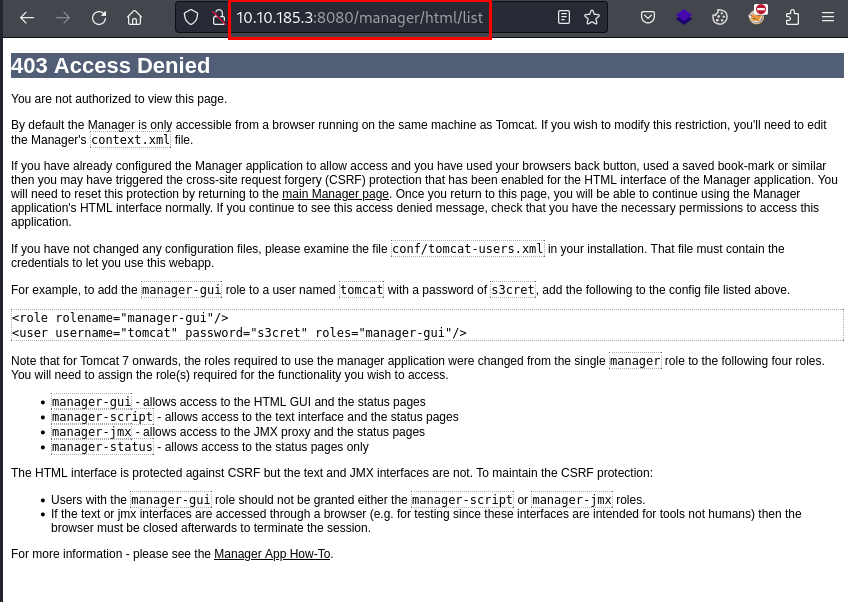 10.10.185.3:8080/manager/html/list
403 Access Denied
You are not authorized to view this page.
By default the Manager is only accessible from a browser running on the same machine as Tomcat. If you wish to modify this restriction, you'll need to edit
the Manager's context.xml file.
If you have already configured the Manager application to allow access and you have used your browsers back button, used a saved book-mark or similar
then you may have triggered the cross-site request forgery (CSRF) protection that has been enabled for the HTML interface of the Manager application. You
will need to reset this protection by returning to the main Manager page. Once you return to this page, you will be able to continue using the Manager
application's HTML interface normally. If you continue to see this access denied message, check that you have the necessary permissions to access this
application.
If you have not changed any configuration files, please examine the file conf/tomcat-users.xml in your installation. That file must contain the
credentials to let you use this webapp.
For example, to add the manager-gui role to a user named tomcat with a password of s3cret, add the following to the config file listed above.
<role rolename="manager-gui"/>
<user username="tomcat" password="s3cret" roles="manager-gui"/>
Note that for Tomcat 7 onwards, the roles required to use the manager application were changed from the single manager role to the following four roles.
You will need to assign the role(s) required for the functionality you wish to access.
• manager-gui - allows access to the HTML GUI and the status pages
• manager-script - allows access to the text interface and the status pages
• manager-jmx - allows access to the JMX proxy and the status pages
• manager-status - allows access to the status pages only
The HTML interface is protected against CSRF but the text and JMX interfaces are not. To maintain the CSRF protection:
• Users with the manager-gui role should not be granted either the manager-script or manager-jmx roles.
• If the text or jmx interfaces are accessed through a browser (e.g. for testing since these interfaces are intended for tools not humans) then the
browser must be closed afterwards to terminate the session.
For more information - please see the Manager App How-To.